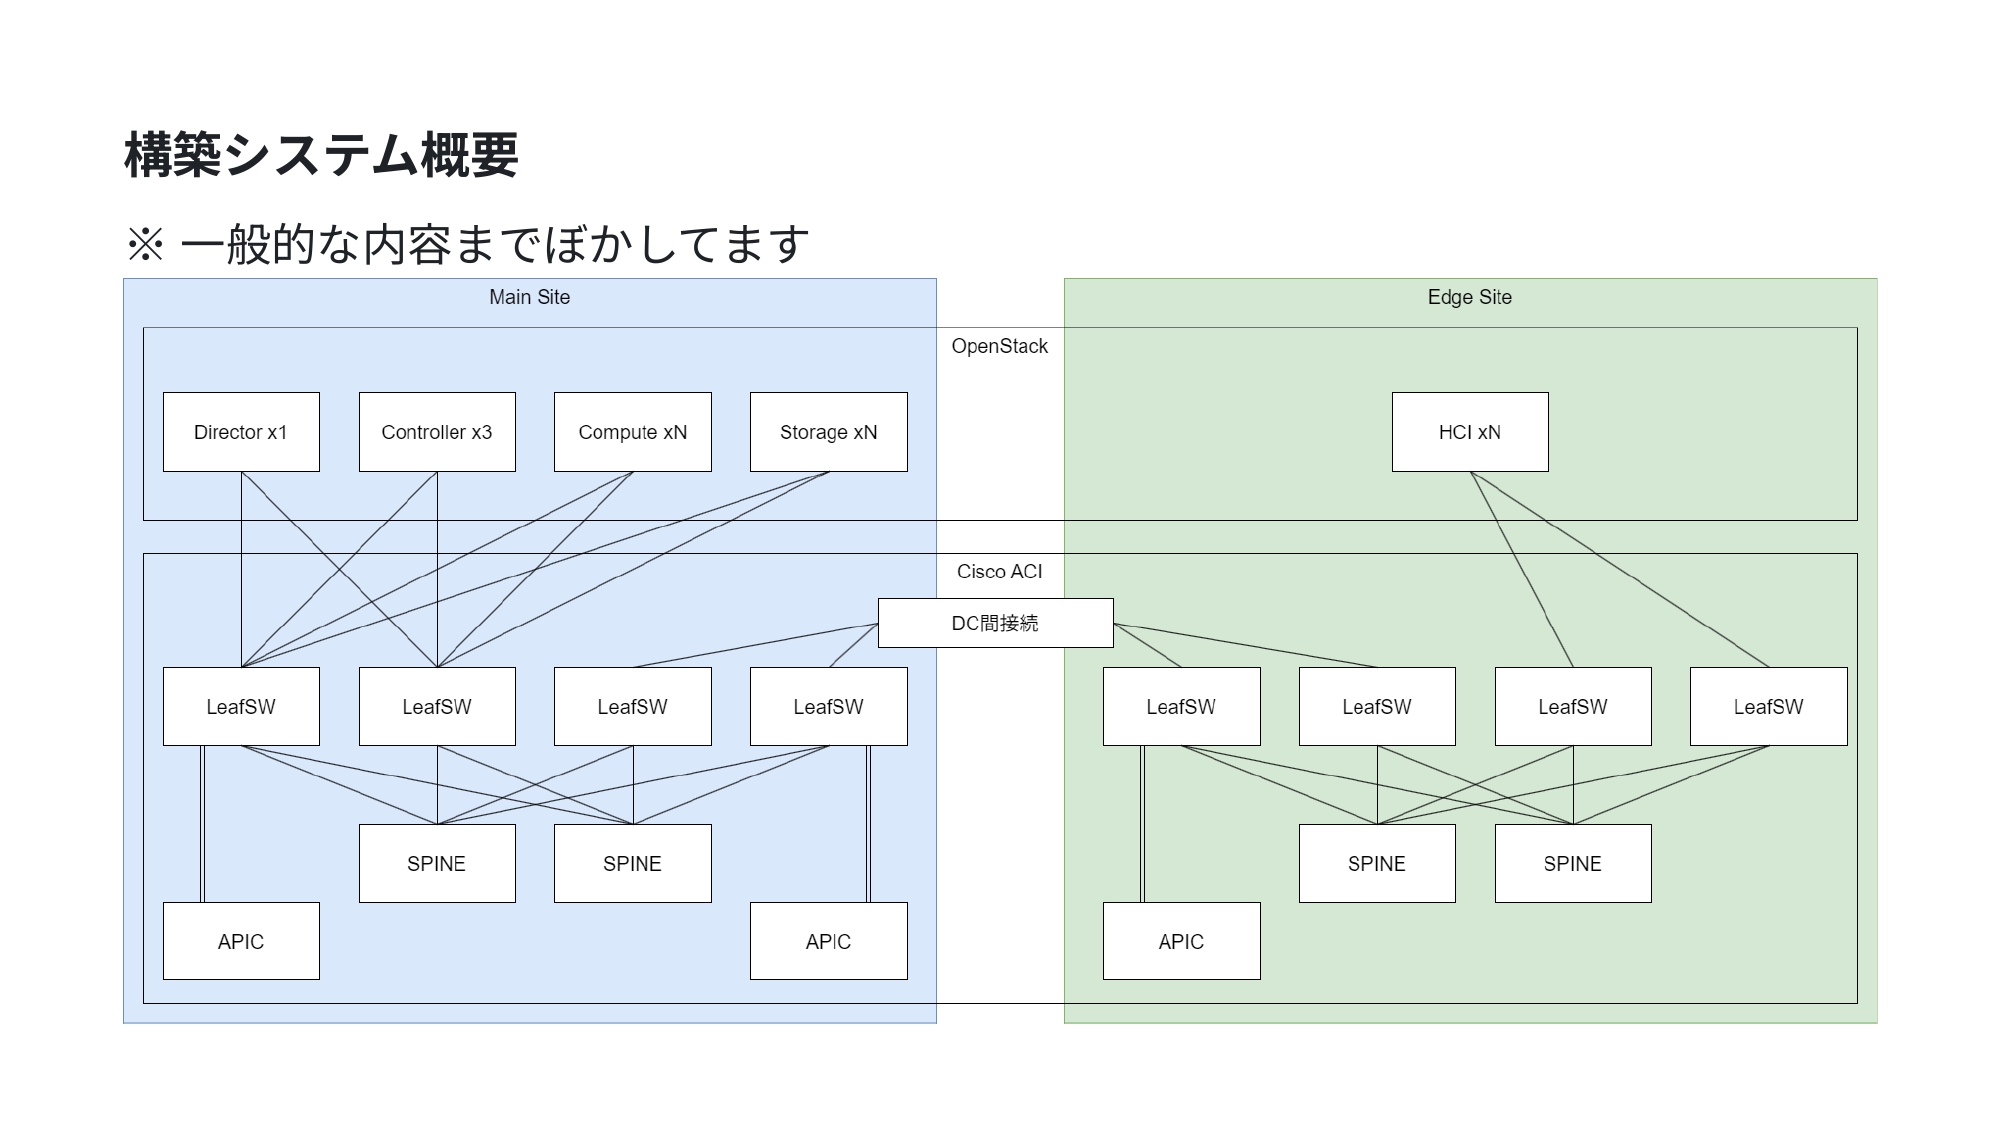 構築システム概要
※ 一般的な内容までぼかしてます
Main Site
Edge Site
OpenStack
Director x1
Controller x3
Compute xN
Storage xN
HCI xN
Cisco ACI
DC間接続
LeafSW
LeafSW
LeafSW
LeafSW
LeafSW
LeafSW
LeafSW
LeafSW
SPINE
SPINE
SPINE
SPINE
APIC
APIC
APIC